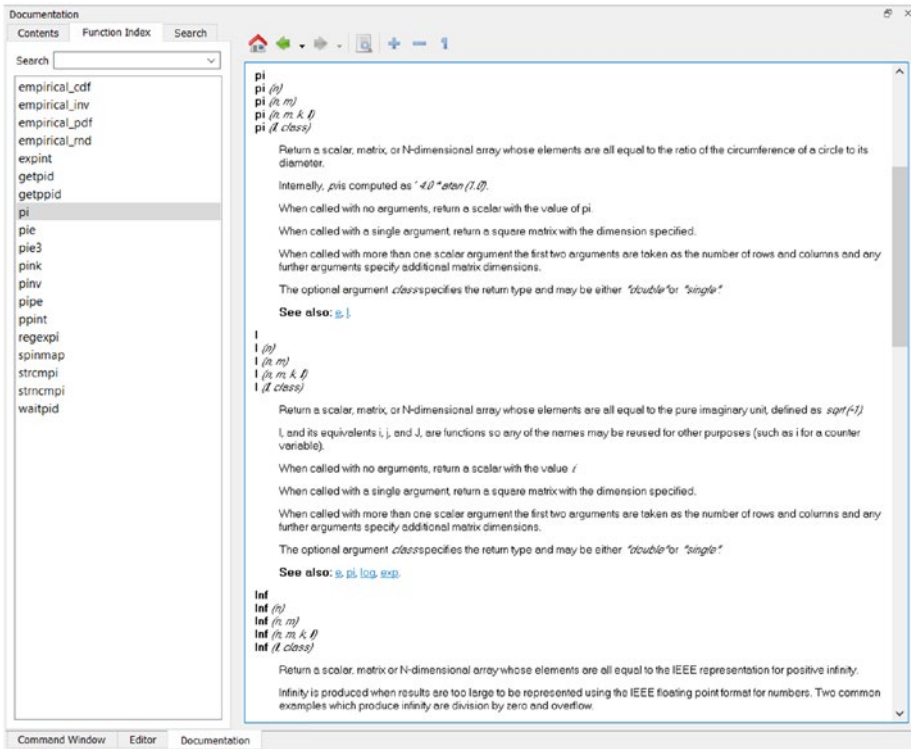 Documentation
Contents Function Index Search
Search
empirical_cdf
empirical_inv
empirical_pdf
empirical_rnd
expint
getpid
getppid
pi
pie
pie3
pink
pinv
pipe
ppint
regexpi
spinmap
strcmpi
strncmpi
waitpid
pi
pi (n)
pi (n, m)
pi (n, m, k, l)
pi (l, class)
Return a scalar, matrix, or N-dimensional array whose elements are all equal to the ratio of the circumference of a circle to its
diameter.
Internally, pi is computed as ‘ 4.0 * atan (1.0).
When called with no arguments, return a scalar with the value of pi.
When called with a single argument, return a square matrix with the dimension specified.
When called with more than one scalar argument the first two arguments are taken as the number of rows and columns and any
further arguments specify additional matrix dimensions.
The optional argument class specifies the return type and may be either "double" or "single".
See also: e, I.
I
I (n)
I (n, m)
I (n, m, k, l)
I (l, class)
Return a scalar, matrix, or N-dimensional array whose elements are all equal to the pure imaginary unit, defined as sqrt (-1)
I, and its equivalents i, j, and J, are functions so any of the names may be reused for other purposes (such as i for a counter
variable).
When called with no arguments, return a scalar with the value i
When called with a single argument, return a square matrix with the dimension specified.
When called with more than one scalar argument the first two arguments are taken as the number of rows and columns and any
further arguments specify additional matrix dimensions.
The optional argument class specifies the return type and may be either "double" or "single".
See also: e, pi, log, exp.
Inf
Inf (n)
Inf (n, m)
Inf (n, m, k, l)
Inf (l, class)
Return a scalar, matrix or N-dimensional array whose elements are all equal to the IEEE representation for positive infinity.
Infinity is produced when results are too large to be represented using the IEEE floating point format for numbers. Two common
examples which produce infinity are division by zero and overflow.
Command Window Editor Documentation